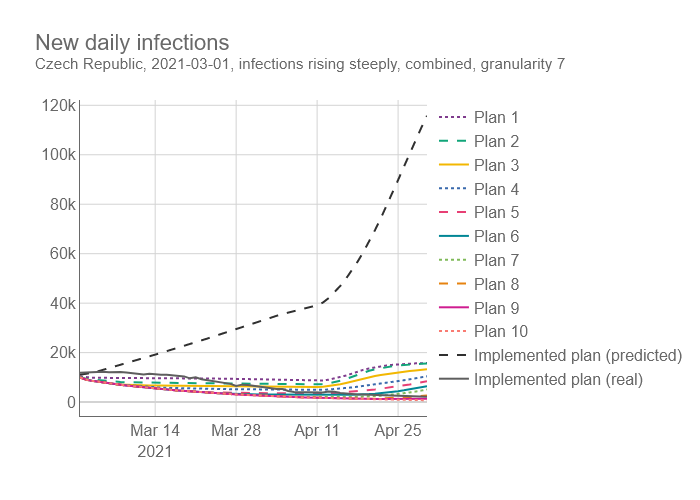 New daily infections
Czech Republic, 2021-03-01, infections rising steeply, combined, granularity 7
120k
100k
80k
60k
40k
20k
0
Mar 14
2021
Mar 28
Apr 11
Apr 25
Plan 1
Plan 2
Plan 3
Plan 4
Plan 5
Plan 6
Plan 7
Plan 8
Plan 9
Plan 10
Implemented plan (predicted)
Implemented plan (real)